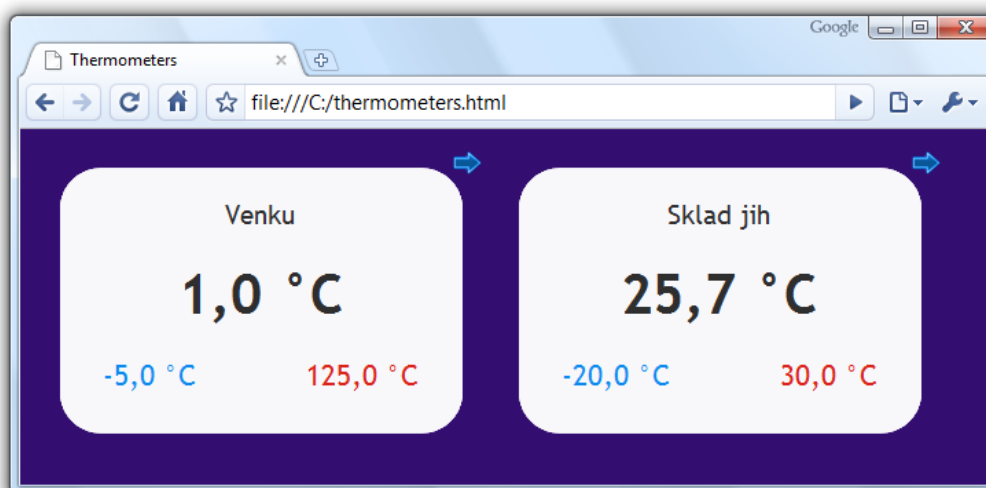 Google
Thermometers
file:///C:/thermometers.html
Venku
1,0 °C
-5,0 °C 125,0 °C
Sklad jih
25,7 °C
-20,0 °C 30,0 °C